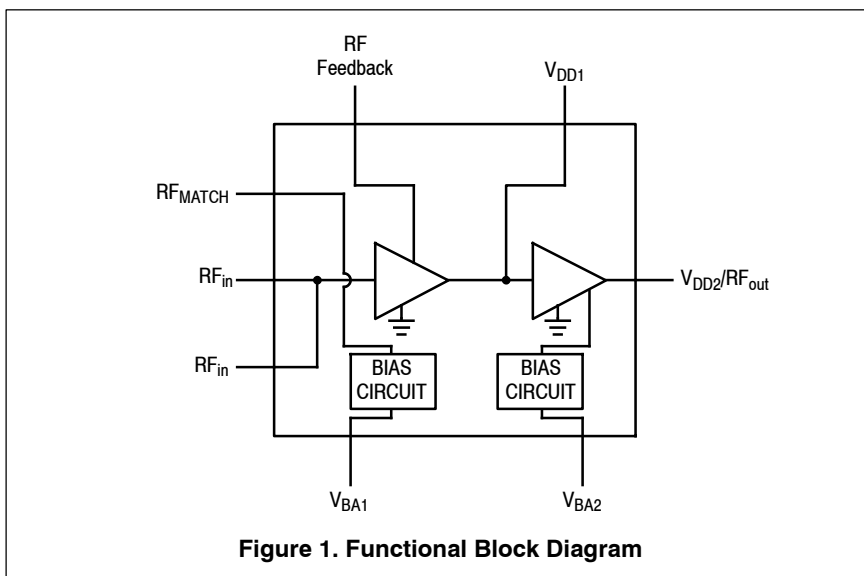 RF
Feedback
VDD1
RFMATCH
RFin
VDD2/RFout
RFin
BIAS
CIRCUIT
BIAS
CIRCUIT
VBA1
VBA2
Figure 1. Functional Block Diagram